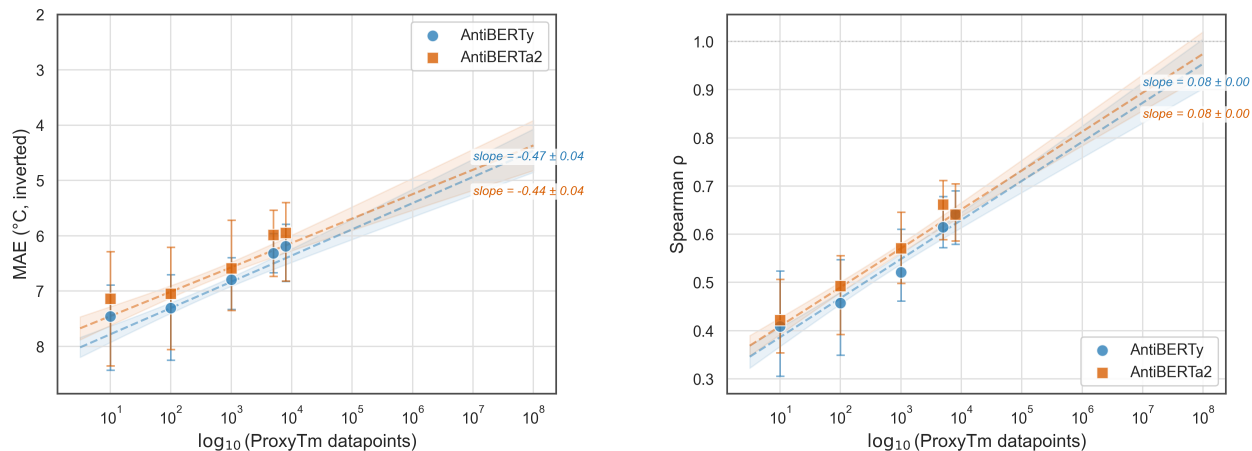 2
3
4
5
6
7
8
MAE (°C, inverted)
AntiBERTy
AntiBERTa2
slope = -0.47 ± 0.04
slope = -0.44 ± 0.04
10¹ 10² 10³ 10⁴ 10⁵ 10⁶ 10⁷ 10⁸
log₁₀ (ProxyTm datapoints)
1.0
0.9
0.8
0.7
0.6
0.5
0.4
0.3
Spearman ρ
slope = 0.08 ± 0.00
slope = 0.08 ± 0.00
AntiBERTy
AntiBERTa2
10¹ 10² 10³ 10⁴ 10⁵ 10⁶ 10⁷ 10⁸
log₁₀ (ProxyTm datapoints)